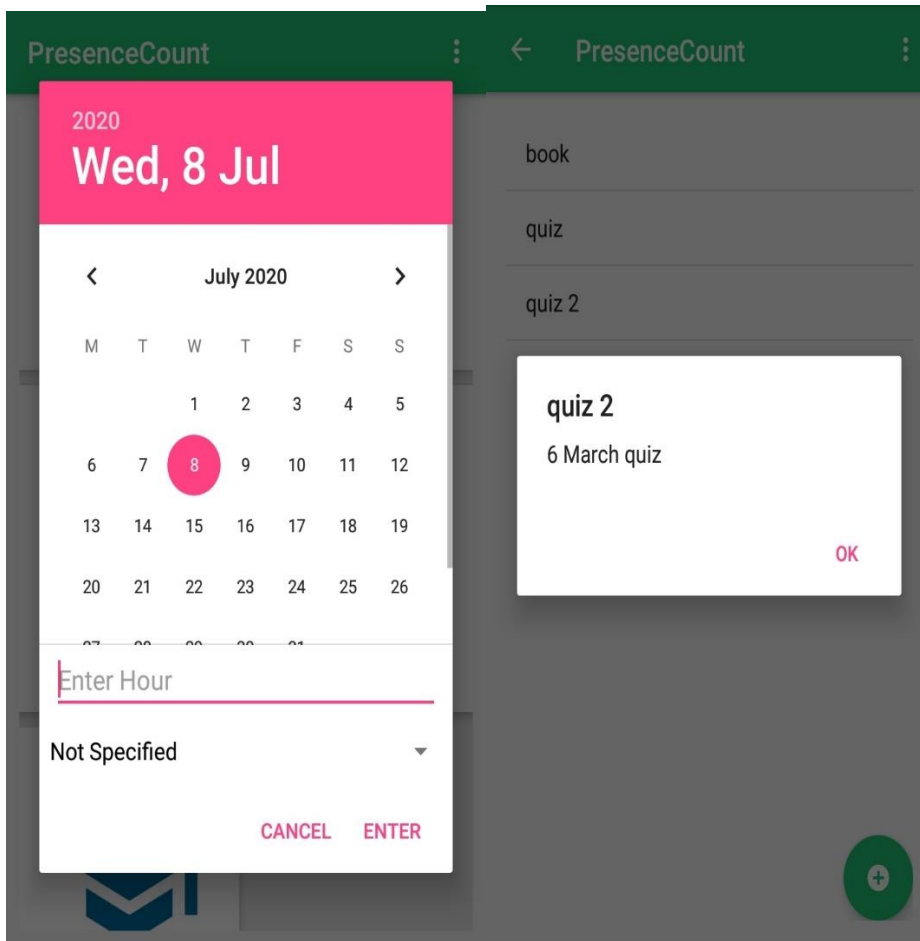 PresenceCount
2020
Wed, 8 Jul
July 2020
M T W T F S S
1 2 3 4 5
6 7 8 9 10 11 12
13 14 15 16 17 18 19
20 21 22 23 24 25 26
Enter Hour
Not Specified
CANCEL ENTER
PresenceCount
book
quiz
quiz 2
quiz 2
6 March quiz
OK